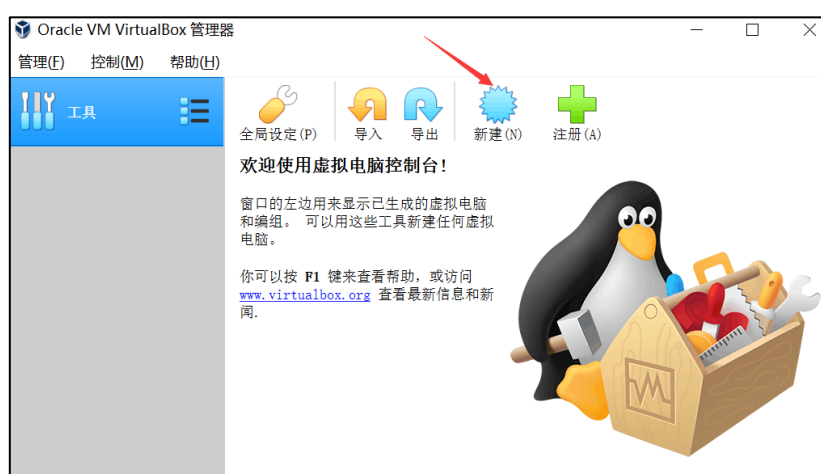 Oracle VM VirtualBox 管理器
管理(F) 控制(M) 帮助(H)
工具
全局设定(P) 导入 导出 新建(N) 注册(A)
欢迎使用虚拟电脑控制台!
窗口的左边用来显示已生成的虚拟电脑
和编组。 可以用这些工具新建任何虚拟
电脑。
你可以按 F1 键来查看帮助，或访问
www.virtualbox.org 查看最新信息和新
闻.